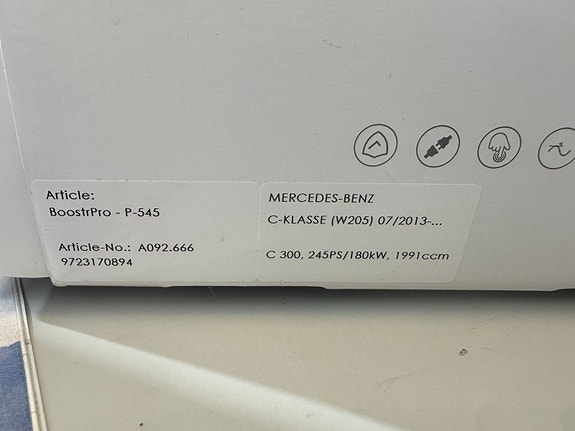 Article:
BoostrPro - P-545
Article-No.: A092.666
9723170894
MERCEDES-BENZ
C-KLASSE (W205) 07/2013-...
C 300, 245PS/180kW, 1991ccm